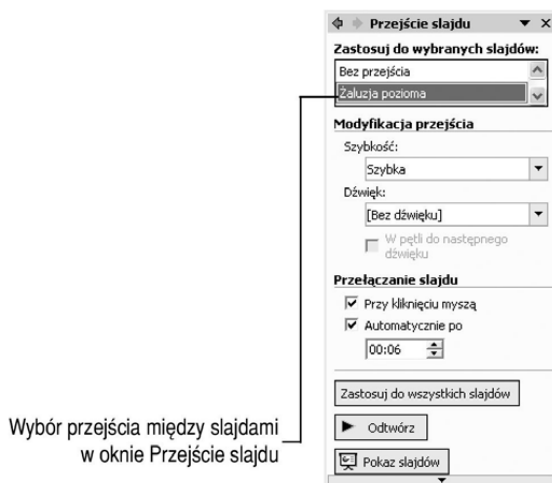 Przejście slajdu
Zastosuj do wybranych slajdów:
Bez przejścia
Żaluzja pozioma
Modyfikacja przejścia
Szybkość:
Szybka
Dźwięk:
[Bez dźwięku]
W pętli do następnego
dźwięku
Przełączanie slajdu
Przy kliknięciu myszą
Automatycznie po
00:06
Zastosuj do wszystkich slajdów
Odtwórz
Pokaz slajdów
Wybór przejścia między slajdami
w oknie Przejście slajdu